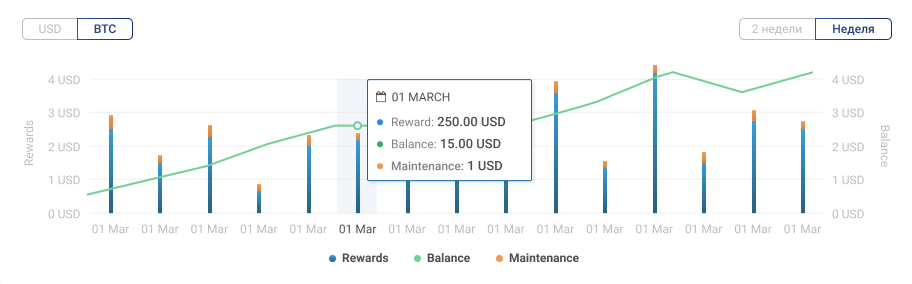 USD BTC
2 недели Неделя
4 USD
3 USD
2 USD
1 USD
0 USD
Rewards
01 MARCH
Reward: 250.00 USD
Balance: 15.00 USD
Maintenance: 1 USD
4 USD
3 USD
2 USD
1 USD
0 USD
Balance
01 Mar 01 Mar 01 Mar 01 Mar 01 Mar 01 Mar 01 Mar 01 Mar 01 Mar 01 Mar 01 Mar 01 Mar 01 Mar 01 Mar 01 Mar
Rewards Balance Maintenance